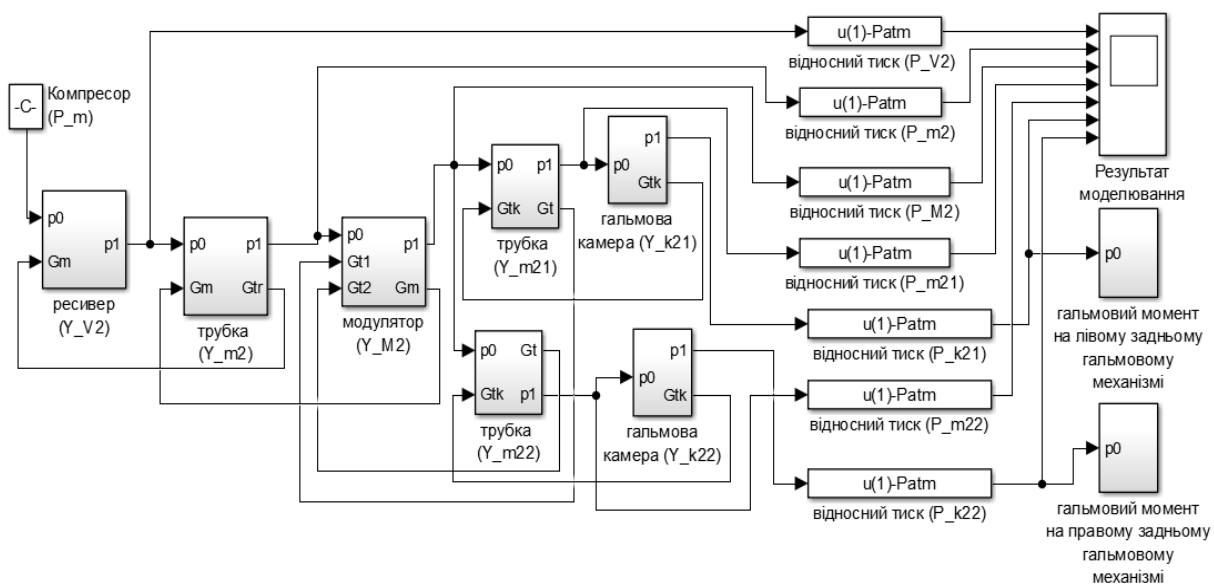 -C-
Компресор
(P_m)
p0
p1
Gm
ресивер
(Y_V2)
p0
p1
Gm
Gtr
трубка
(Y_m2)
p0
Gt1
p1
Gt2
Gm
модулятор
(Y_M2)
p0
p1
Gtk
Gt
трубка
(Y_m21)
p1
p0
Gtk
гальмова
камера (Y_k21)
p0
Gt
Gtk
p1
трубка
(Y_m22)
p1
p0
Gtk
гальмова
камера (Y_k22)
u(1)-Patm
відносний тиск (P_V2)
u(1)-Patm
відносний тиск (P_m2)
u(1)-Patm
відносний тиск (P_M2)
u(1)-Patm
відносний тиск (P_m21)
u(1)-Patm
відносний тиск (P_k21)
u(1)-Patm
відносний тиск (P_m22)
u(1)-Patm
відносний тиск (P_k22)
Результат
моделювання
p0
гальмовий момент
на лівому задньому
гальмовому
механізмі
p0
гальмовий момент
на правому задньому
гальмовому
механізмі